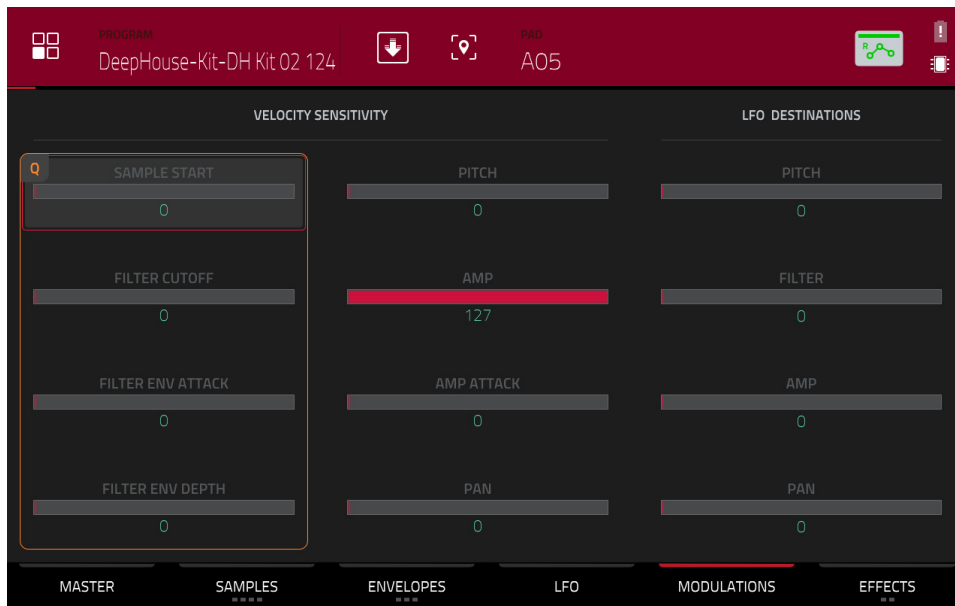 PROGRAM
DeepHouse-Kit-DH Kit 02 124
PAD
A05
R
!
VELOCITY SENSITIVITY
LFO DESTINATIONS
Q
SAMPLE START
0
PITCH
0
PITCH
0
FILTER CUTOFF
0
AMP
127
FILTER
0
FILTER ENV ATTACK
0
AMP ATTACK
0
AMP
0
FILTER ENV DEPTH
0
PAN
0
PAN
0
MASTER
SAMPLES
ENVELOPES
LFO
MODULATIONS
EFFECTS